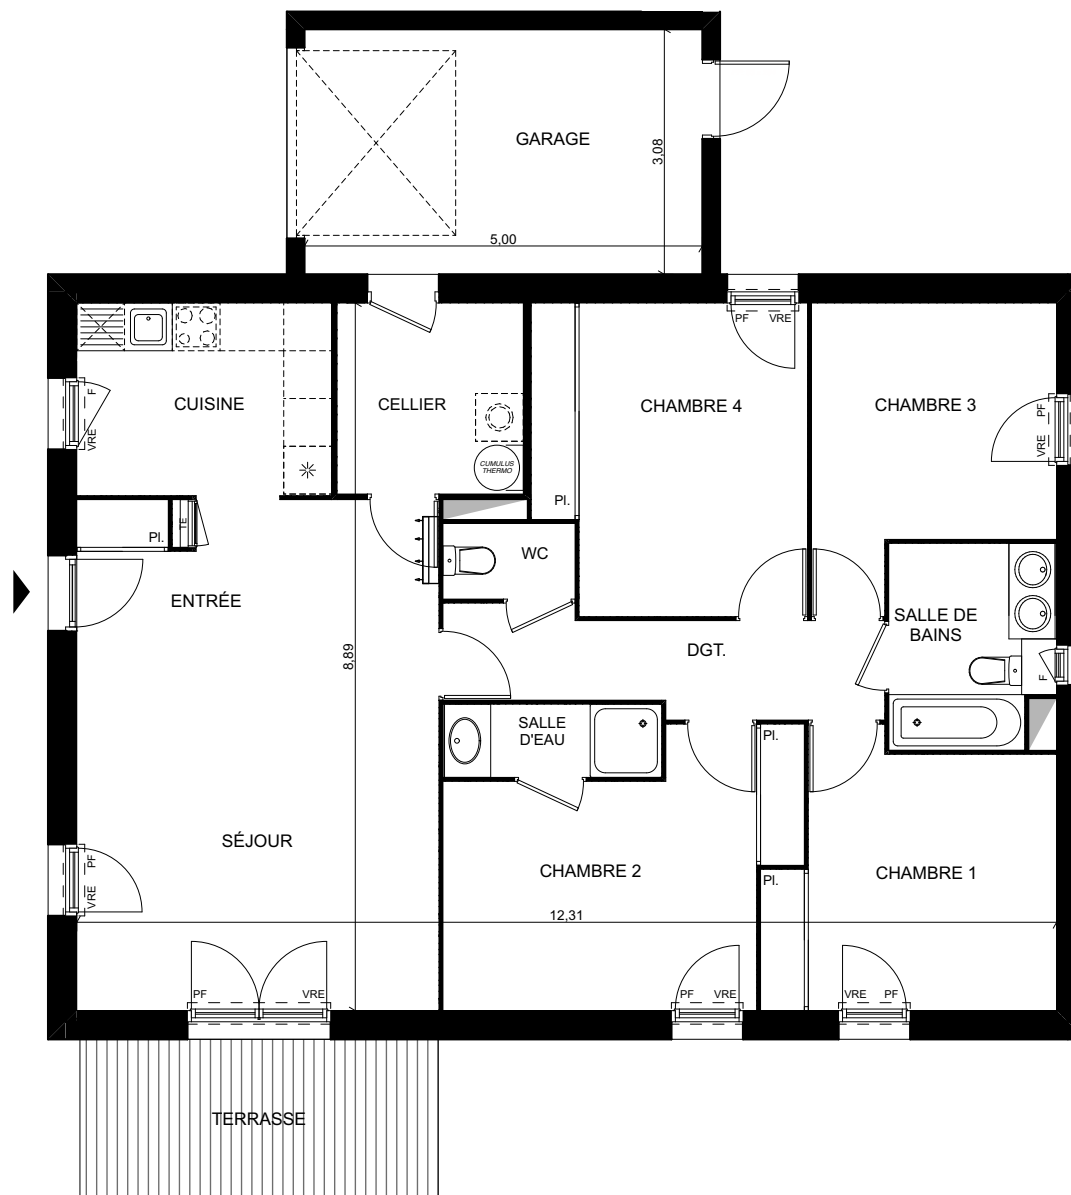 GARAGE
3,08
5,00
PF
VRE
CUISINE
CELLIER
CHAMBRE 4
CHAMBRE 3
F
VRE
PF
VRE
CUMULUS
THERMO
Pl.
TE
Pl.
WC
ENTRÉE
SALLE DE
BAINS
8,89
DGT.
F
SALLE
D'EAU
Pl.
SÉJOUR
PF
VRE
CHAMBRE 2
Pl.
CHAMBRE 1
12,31
PF
VRE
PF
VRE
VRE
PF
TERRASSE